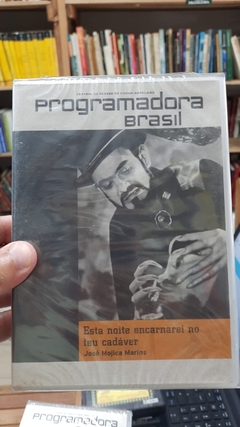 programadora
BRASIL
Esta noite encarnarei no
teu cadáver
José Mojica Marins
programadora